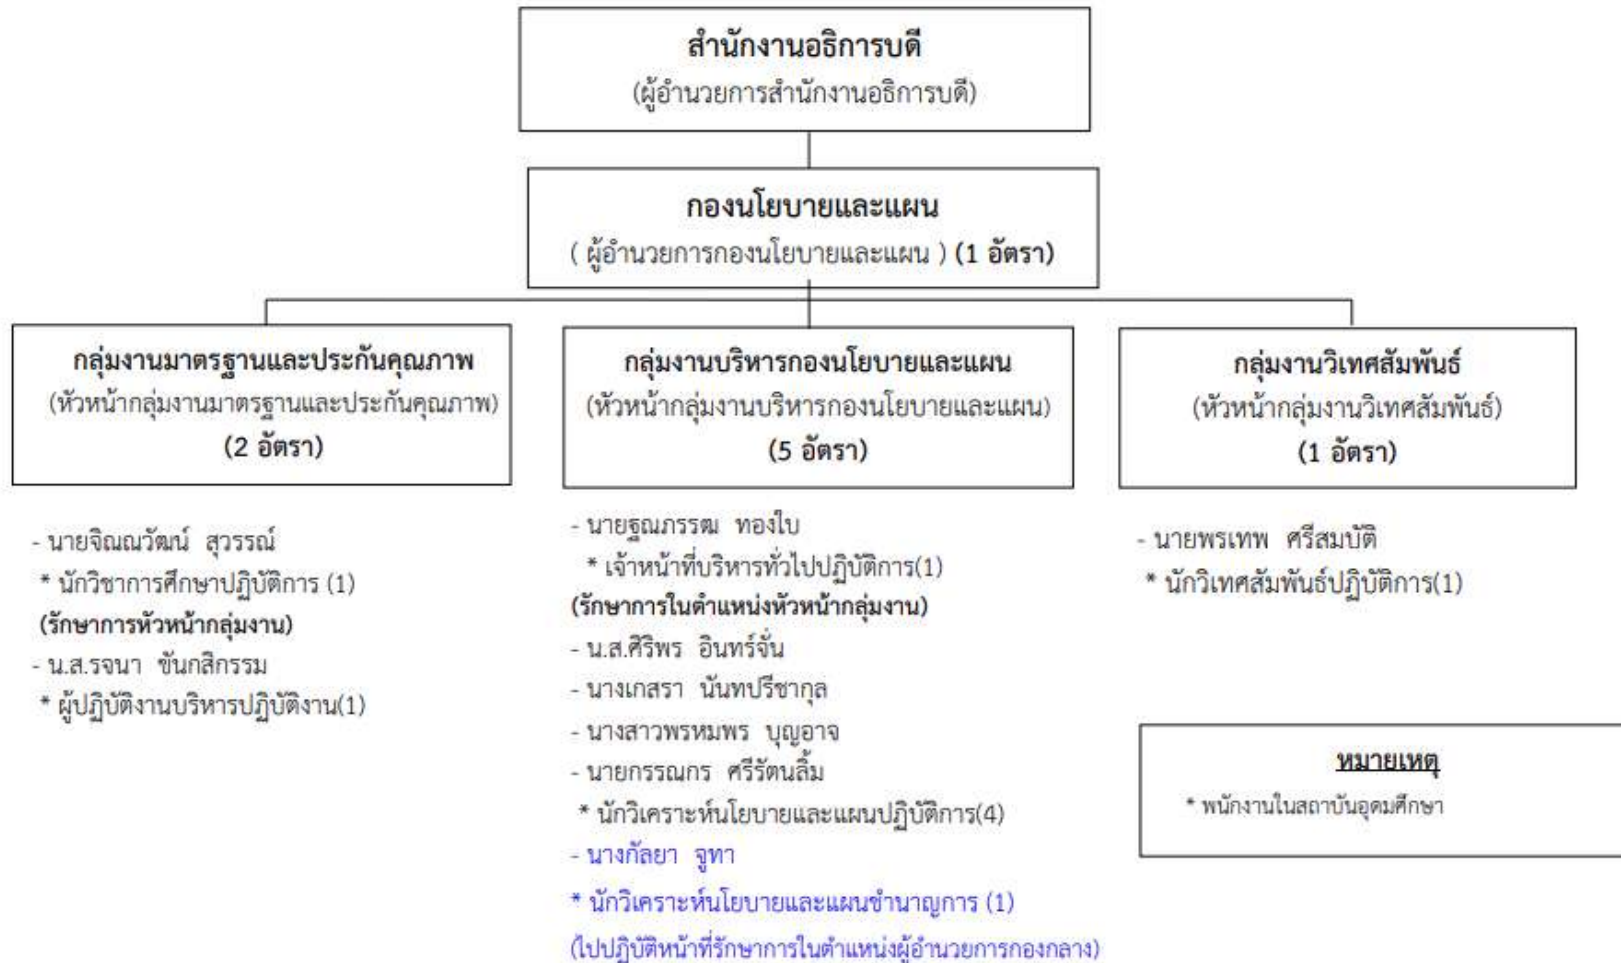 สำนักงานอธิการบดี
(ผู้อำนวยการสำนักงานอธิการบดี)
กองนโยบายและแผน
( ผู้อำนวยการกองนโยบายและแผน ) (1 อัตรา)
กลุ่มงานมาตรฐานและประกันคุณภาพ
(หัวหน้ากลุ่มงานมาตรฐานและประกันคุณภาพ)
(2 อัตรา)
- นายจิณณวัฒน์ สุวรรณ์
* นักวิชาการศึกษาปฏิบัติการ (1)
(รักษาการหัวหน้ากลุ่มงาน)
- น.ส.รจนา ขันกสิกรรม
* ผู้ปฏิบัติงานบริหารปฏิบัติงาน(1)
กลุ่มงานบริหารกองนโยบายและแผน
(หัวหน้ากลุ่มงานบริหารกองนโยบายและแผน)
(5 อัตรา)
- นายฐณภรรฒ ทองใบ
* เจ้าหน้าที่บริหารทั่วไปปฏิบัติการ(1)
(รักษาการในตำแหน่งหัวหน้ากลุ่มงาน)
- น.ส.ศิริพร อินทร์จั่น
- นางเกสรา นันทปรีชากุล
- นางสาวพรหมพร บุญอาจ
- นายกรรณกร ศรีรัตนลิ้ม
* นักวิเคราะห์นโยบายและแผนปฏิบัติการ(4)
- นางกัลยา จูทา
* นักวิเคราะห์นโยบายและแผนชำนาญการ (1)
(ไปปฏิบัติหน้าที่รักษาการในตำแหน่งผู้อำนวยการกองกลาง)
กลุ่มงานวิเทศสัมพันธ์
(หัวหน้ากลุ่มงานวิเทศสัมพันธ์)
(1 อัตรา)
- นายพรเทพ ศรีสมบัติ
* นักวิเทศสัมพันธ์ปฏิบัติการ(1)
หมายเหตุ
* พนักงานในสถาบันอุดมศึกษา